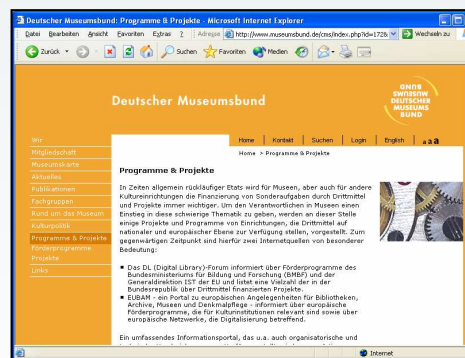 Deutscher Museumsbund: Programme & Projekte - Microsoft Internet Explorer
Datei Bearbeiten Ansicht Favoriten Extras ? Adresse http://www.museumsbund.de/cms/index.php?id=172& Wechseln zu
Zurück Suchen Favoriten Medien
Deutscher Museumsbund
BUND
MUSEUMS
DEUTSCHER
MUSEUMS
BUND
Home Kontakt Suchen Login English a a a
Home > Programme & Projekte
Wir
Mitgliedschaft
Museumskarte
Aktuelles
Publikationen
Fachgruppen
Rund um das Museum
Kulturpolitik
Programme & Projekte
Förderprogramme
Projekte
Links
Programme & Projekte
In Zeiten allgemein rückläufiger Etats wird für Museen, aber auch für andere
Kultureinrichtungen die Finanzierung von Sonderaufgaben durch Drittmittel
und Projekte immer wichtiger. Um den Verantwortlichen in Museen einen
Einstieg in diese schwierige Thematik zu geben, werden an dieser Stelle
einige Projekte und Programme von Einrichtungen, die Drittmittel auf
nationaler und europäischer Ebene zur Verfügung stellen, vorgestellt. Zum
gegenwärtigen Zeitpunkt sind hierfür zwei Internetquellen von besonderer
Bedeutung:
Das DL (Digital Library)-Forum informiert über Förderprogramme des
Bundesministeriums für Bildung und Forschung (BMBF) und der
Generaldirektion IST der EU und listet eine Vielzahl der in der
Bundesrepublik über Drittmittel finanzierten Projekte.
EUBAM - ein Portal zu europäischen Angelegenheiten für Bibliotheken,
Archive, Museen und Denkmalpflege - informiert über europäische
Förderprogramme, die für Kulturinstitutionen relevant sind sowie über
europäische Netzwerke, die Digitalisierung betreffend.
Ein umfassendes Informationsportal, das u.a. auch organisatorische und
Internet